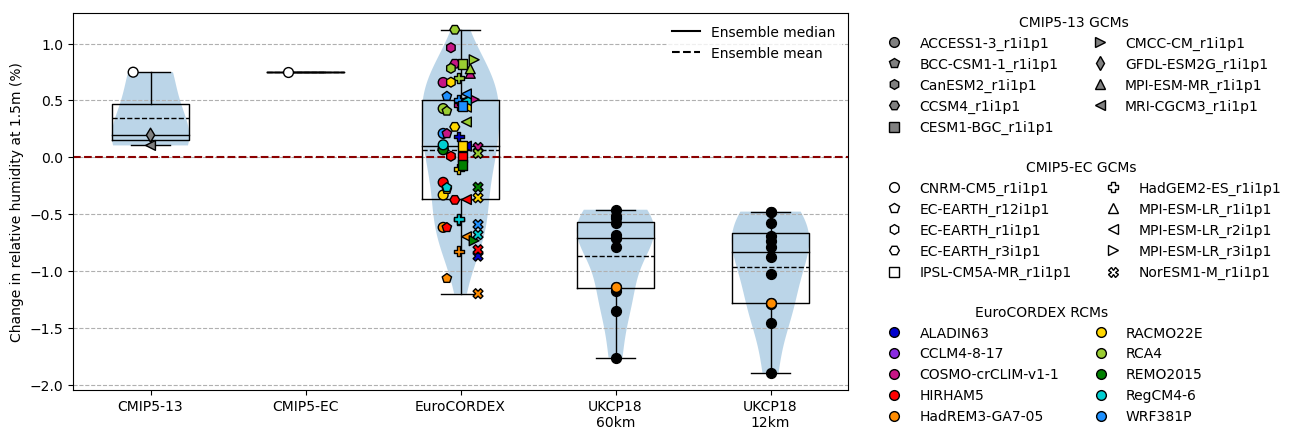 Change in relative humidity at 1.5m (%)
1.0
0.5
0.0
−0.5
−1.0
−1.5
−2.0
CMIP5-13
CMIP5-EC
EuroCORDEX
UKCP18
60km
UKCP18
12km
Ensemble median
Ensemble mean
CMIP5-13 GCMs
ACCESS1-3_r1i1p1
BCC-CSM1-1_r1i1p1
CanESM2_r1i1p1
CCSM4_r1i1p1
CESM1-BGC_r1i1p1
CMCC-CM_r1i1p1
GFDL-ESM2G_r1i1p1
MPI-ESM-MR_r1i1p1
MRI-CGCM3_r1i1p1
CMIP5-EC GCMs
CNRM-CM5_r1i1p1
EC-EARTH_r12i1p1
EC-EARTH_r1i1p1
EC-EARTH_r3i1p1
IPSL-CM5A-MR_r1i1p1
HadGEM2-ES_r1i1p1
MPI-ESM-LR_r1i1p1
MPI-ESM-LR_r2i1p1
MPI-ESM-LR_r3i1p1
NorESM1-M_r1i1p1
EuroCORDEX RCMs
ALADIN63
CCLM4-8-17
COSMO-crCLIM-v1-1
HIRHAM5
HadREM3-GA7-05
RACMO22E
RCA4
REMO2015
RegCM4-6
WRF381P